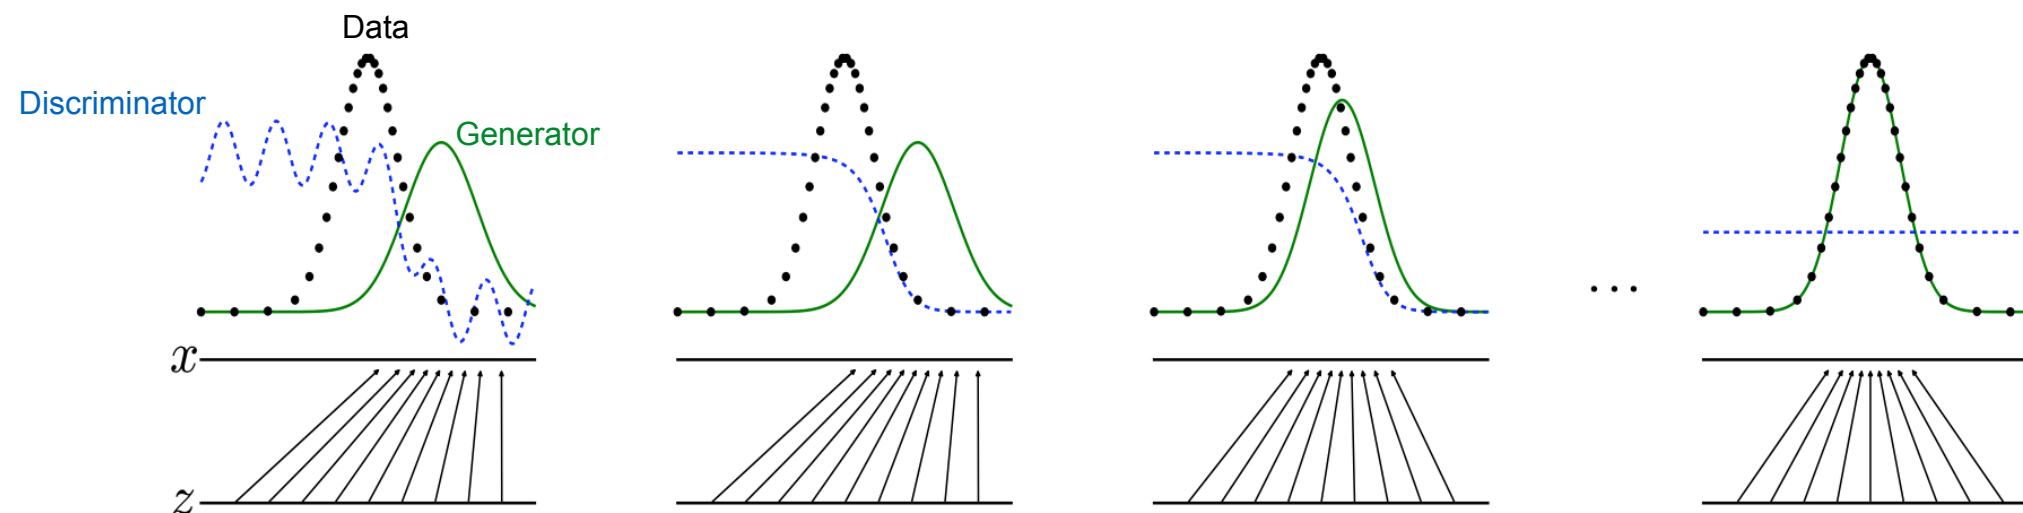 Data
Discriminator
Generator
. . .
x
z